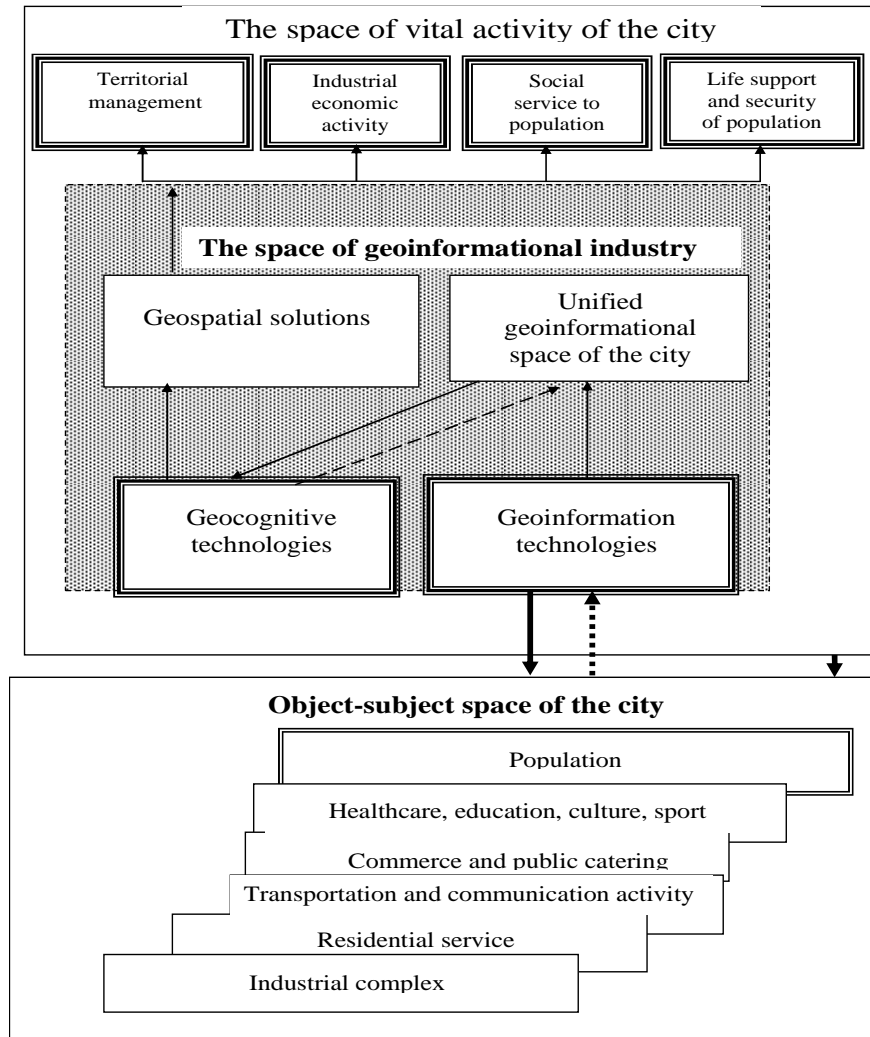 The space of vital activity of the city
Territorial
management
Industrial
economic
activity
Social
service to
population
Life support
and security
of population
The space of geoinformational industry
Geospatial solutions
Unified
geoinformational
space of the city
Geocognitive
technologies
Geoinformation
technologies
Object-subject space of the city
Population
Healthcare, education, culture, sport
Commerce and public catering
Transportation and communication activity
Residential service
Industrial complex